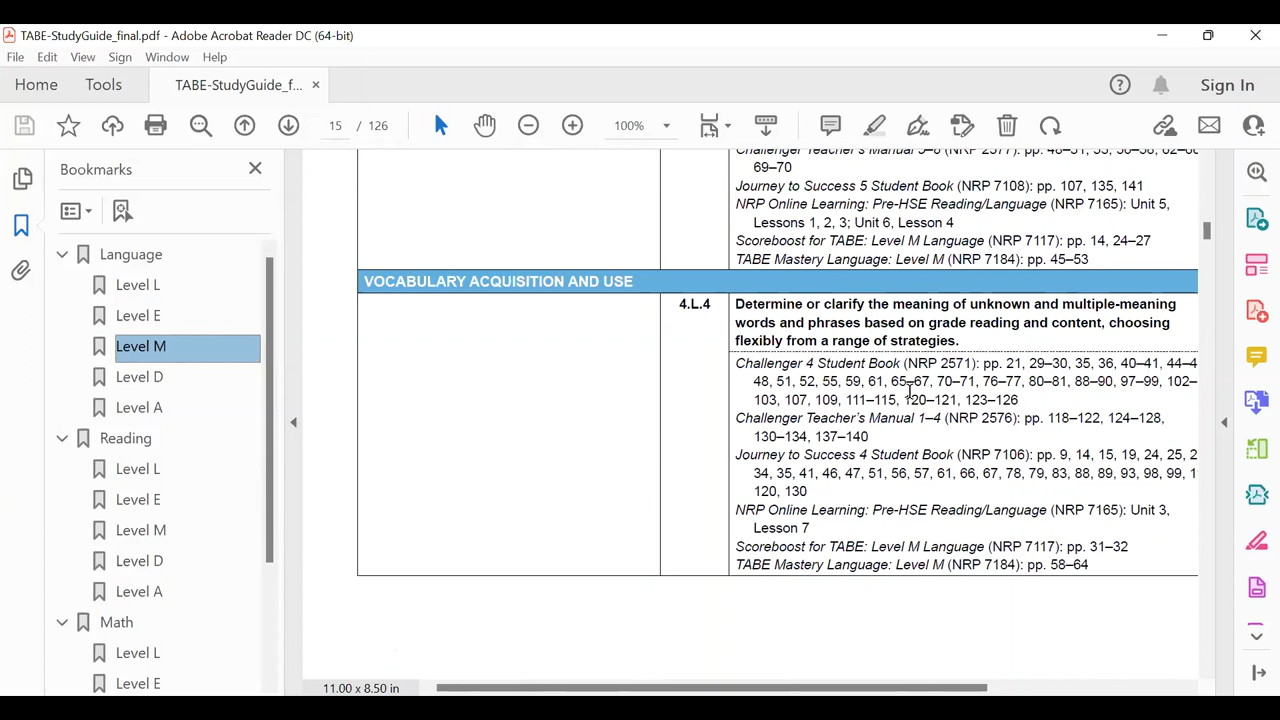 TABE-StudyGuide_final.pdf - Adobe Acrobat Reader DC (64-bit)
File Edit View Sign Window Help
Home Tools TABE-StudyGuide_f... × Sign In
15 / 126 100%
Bookmarks
Language
Level L
Level E
Level M
Level D
Level A
Reading
Level L
Level E
Level M
Level D
Level A
Math
Level L
Level E
Challenger Teacher's Manual 5–8 (NRP 2577): pp. 48–51, 53,
69–70
Journey to Success 5 Student Book (NRP 7108): pp. 107, 135, 141
NRP Online Learning: Pre-HSE Reading/Language (NRP 7165): Unit 5,
Lessons 1, 2, 3; Unit 6, Lesson 4
Scoreboost for TABE: Level M Language (NRP 7117): pp. 14, 24–27
TABE Mastery Language: Level M (NRP 7184): pp. 45–53
VOCABULARY ACQUISITION AND USE
4.L.4 Determine or clarify the meaning of unknown and multiple-meaning
words and phrases based on grade reading and content, choosing
flexibly from a range of strategies.
Challenger 4 Student Book (NRP 2571): pp. 21, 29–30, 35, 36, 40–41, 44–4
48, 51, 52, 55, 59, 61, 65–67, 70–71, 76–77, 80–81, 88–90, 97–99, 102–
103, 107, 109, 111–115, 120–121, 123–126
Challenger Teacher's Manual 1–4 (NRP 2576): pp. 118–122, 124–128,
130–134, 137–140
Journey to Success 4 Student Book (NRP 7106): pp. 9, 14, 15, 19, 24, 25, 2
34, 35, 41, 46, 47, 51, 56, 57, 61, 66, 67, 78, 79, 83, 88, 89, 93, 98, 99, 1
120, 130
NRP Online Learning: Pre-HSE Reading/Language (NRP 7165): Unit 3,
Lesson 7
Scoreboost for TABE: Level M Language (NRP 7117): pp. 31–32
TABE Mastery Language: Level M (NRP 7184): pp. 58–64
11.00 x 8.50 in